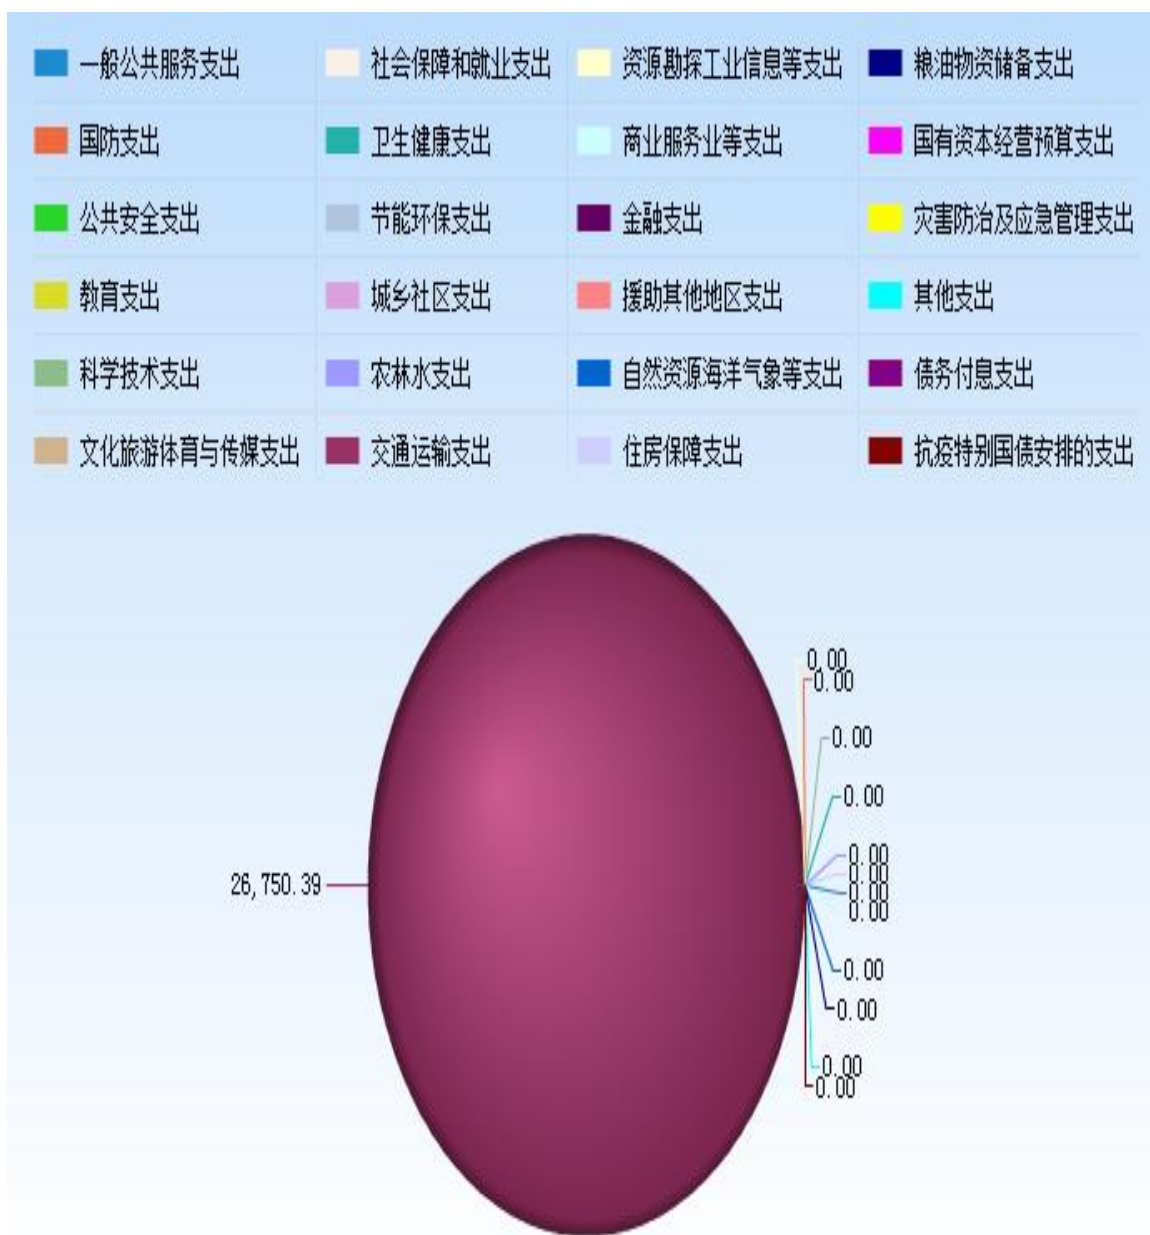 一般公共服务支出 社会保障和就业支出 资源勘探工业信息等支出 粮油物资储备支出
国防支出 卫生健康支出 商业服务业等支出 国有资本经营预算支出
公共安全支出 节能环保支出 金融支出 灾害防治及应急管理支出
教育支出 城乡社区支出 援助其他地区支出 其他支出
科学技术支出 农林水支出 自然资源海洋气象等支出 债务付息支出
文化旅游体育与传媒支出 交通运输支出 住房保障支出 抗疫特别国债安排的支出
0.00
0.00
0.00
0.00
0.00
0.00
26,750.39
0.00
0.00
0.00
0.00
0.00
0.00